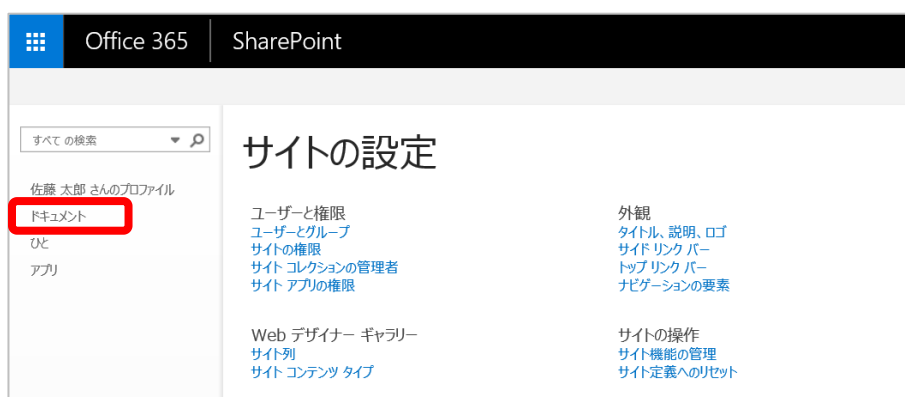 Office 365 SharePoint
すべて の検索
サイトの設定
佐藤 太郎 さんのプロファイル
ドキュメント
ひと
アプリ
ユーザーと権限
ユーザーとグループ
サイトの権限
サイト コレクションの管理者
サイト アプリの権限
外観
タイトル、説明、ロゴ
サイド リンク バー
トップ リンク バー
ナビゲーションの要素
Web デザイナー ギャラリー
サイト列
サイト コンテンツ タイプ
サイトの操作
サイト機能の管理
サイト定義へのリセット